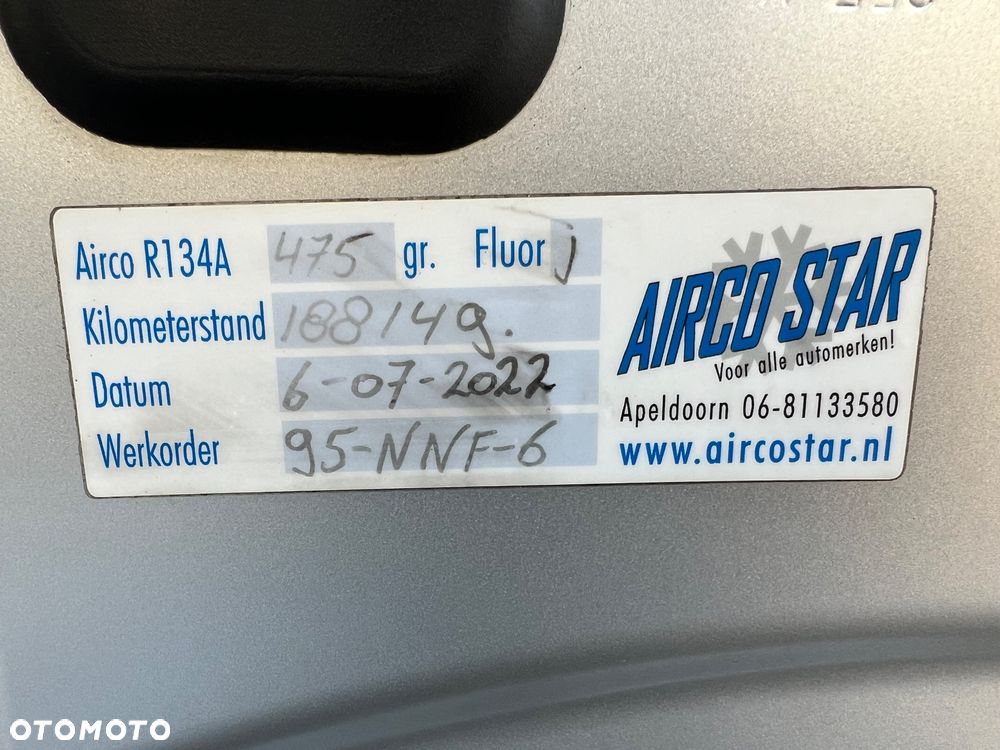 Airco R134A 475 gr. Fluor j
Kilometerstand 188149.
Datum 6-07-2022
Werkorder 95-NNF-6
AIRCO STAR
Voor alle automerken!
Apeldoorn 06-81133580
www.aircostar.nl
OTOMOTO